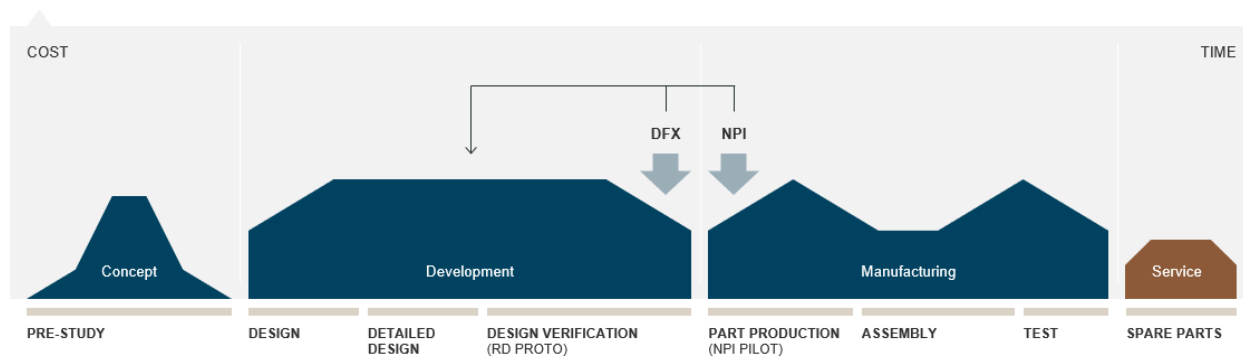 COST
TIME
DFX
NPI
Concept
Development
Manufacturing
Service
PRE-STUDY
DESIGN
DETAILED
DESIGN
DESIGN VERIFICATION
(RD PROTO)
PART PRODUCTION
(NPI PILOT)
ASSEMBLY
TEST
SPARE PARTS